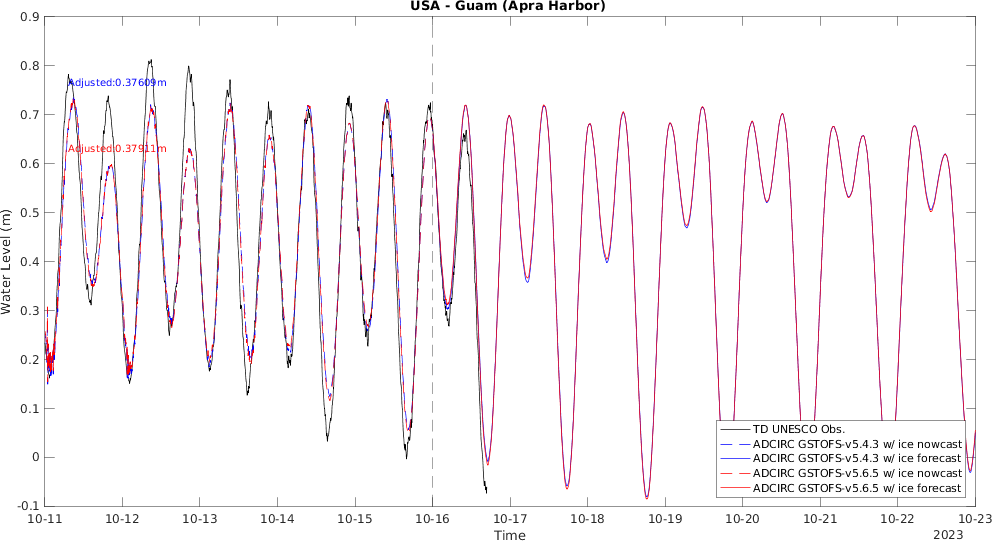 USA - Guam (Apra Harbor)
0.9
0.8
0.7
0.6
0.5
0.4
0.3
0.2
0.1
0
-0.1
Water Level (m)
Adjusted:0.37609m
Adjusted:0.37911m
TD UNESCO Obs.
ADCIRC GSTOFS-v5.4.3 w/ ice nowcast
ADCIRC GSTOFS-v5.4.3 w/ ice forecast
ADCIRC GSTOFS-v5.6.5 w/ ice nowcast
ADCIRC GSTOFS-v5.6.5 w/ ice forecast
10-11 10-12 10-13 10-14 10-15 10-16 10-17 10-18 10-19 10-20 10-21 10-22 10-23
Time
2023